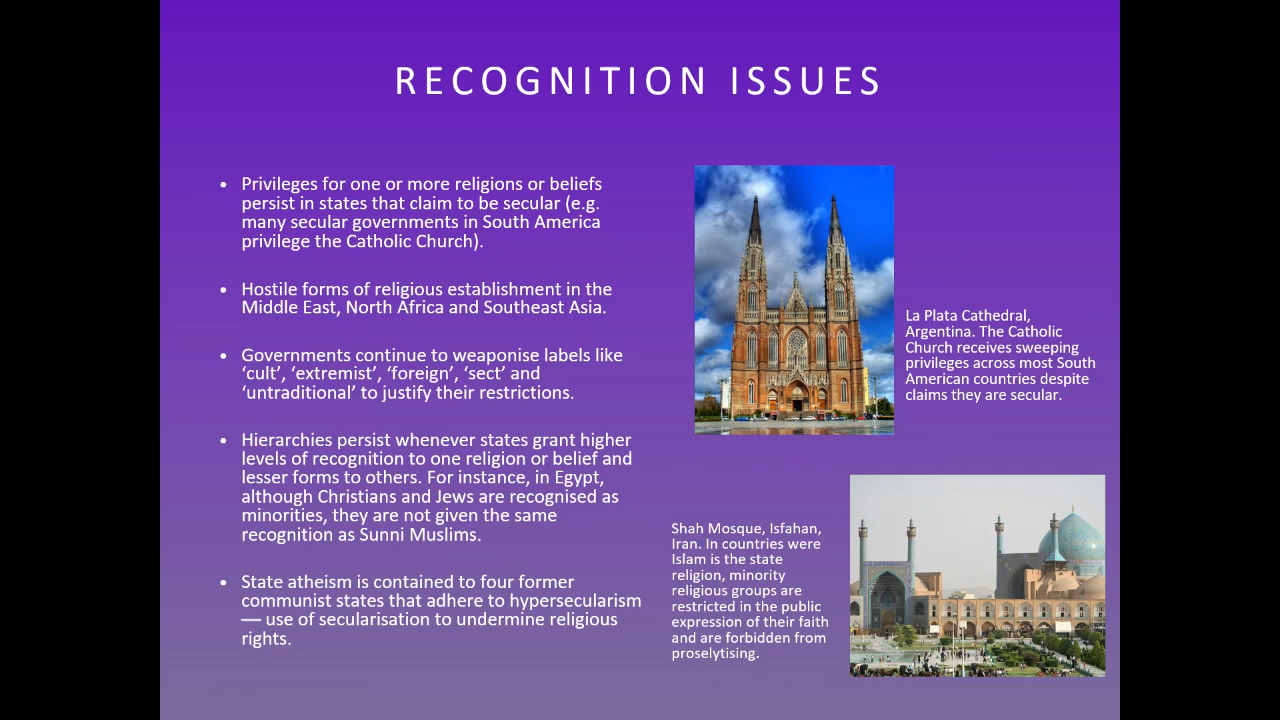 RECOGNITION ISSUES
• Privileges for one or more religions or beliefs
persist in states that claim to be secular (e.g.
many secular governments in South America
privilege the Catholic Church).
• Hostile forms of religious establishment in the
Middle East, North Africa and Southeast Asia.
• Governments continue to weaponise labels like
‘cult’, ‘extremist’, ‘foreign’, ‘sect’ and
‘untraditional’ to justify their restrictions.
• Hierarchies persist whenever states grant higher
levels of recognition to one religion or belief and
lesser forms to others. For instance, in Egypt,
although Christians and Jews are recognised as
minorities, they are not given the same
recognition as Sunni Muslims.
• State atheism is contained to four former
communist states that adhere to hypersecularism
— use of secularisation to undermine religious
rights.
La Plata Cathedral,
Argentina. The Catholic
Church receives sweeping
privileges across most South
American countries despite
claims they are secular.
Shah Mosque, Isfahan,
Iran. In countries were
Islam is the state
religion, minority
religious groups are
restricted in the public
expression of their faith
and are forbidden from
proselytising.